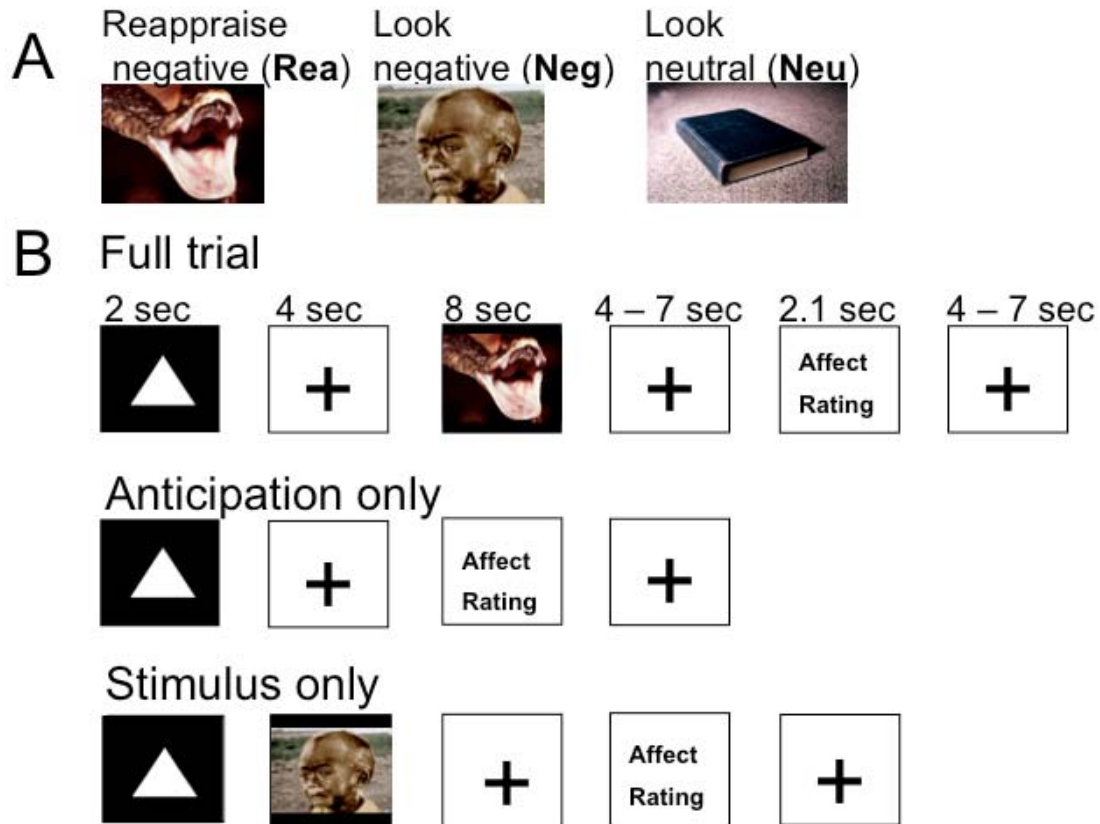 A
Reappraise
negative (Rea)
Look
negative (Neg)
Look
neutral (Neu)
B
Full trial
2 sec
4 sec
8 sec
4 – 7 sec
2.1 sec
4 – 7 sec
Affect
Rating
Anticipation only
Affect
Rating
Stimulus only
Affect
Rating